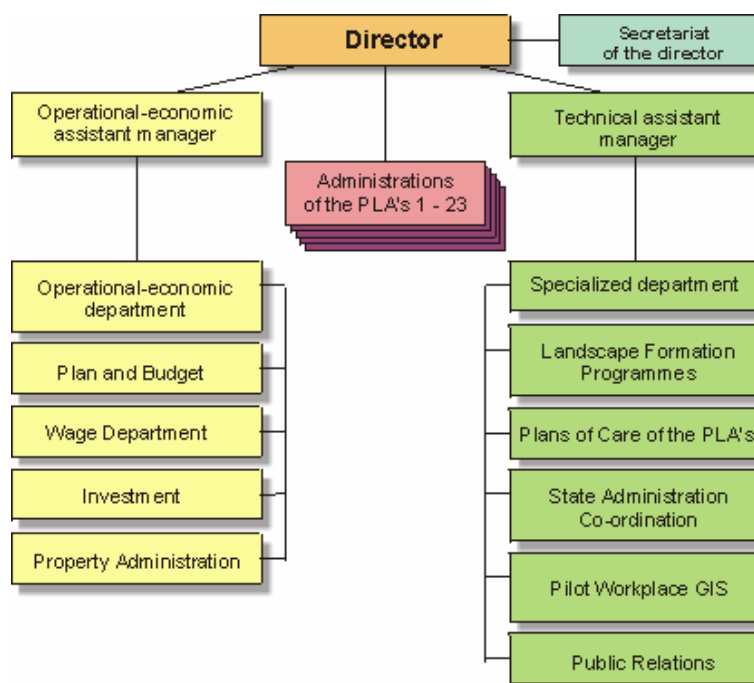 Director
Secretariat
of the director
Operational-economic
assistant manager
Technical assistant
manager
Administrations
of the PLA's 1 - 23
Operational-economic
department
Plan and Budget
Wage Department
Investment
Property Administration
Specialized department
Landscape Formation
Programmes
Plans of Care of the PLA's
State Administration
Co-ordination
Pilot Workplace GIS
Public Relations